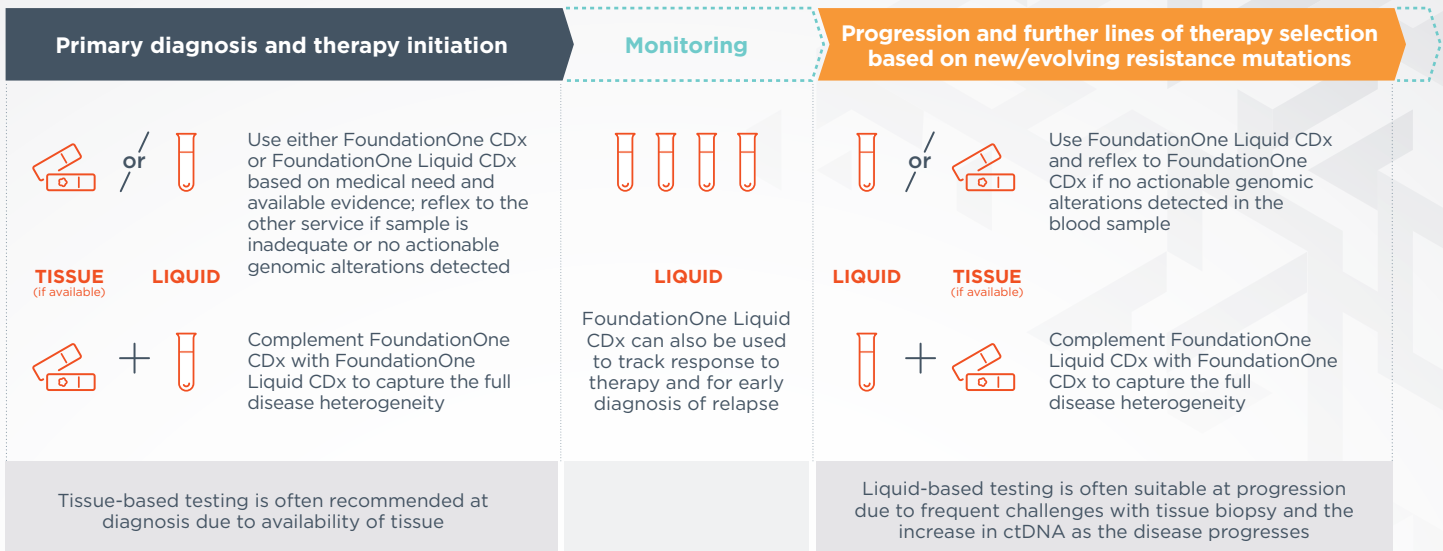 Primary diagnosis and therapy initiation
Monitoring
Progression and further lines of therapy selection
based on new/evolving resistance mutations
or
Use either FoundationOne CDx
or FoundationOne Liquid CDx
based on medical need and
available evidence; reflex to the
other service if sample is
inadequate or no actionable
genomic alterations detected
TISSUE
(if available)
LIQUID
+
Complement FoundationOne
CDx with FoundationOne
Liquid CDx to capture the full
disease heterogeneity
Tissue-based testing is often recommended at
diagnosis due to availability of tissue
LIQUID
FoundationOne Liquid
CDx can also be used
to track response to
therapy and for early
diagnosis of relapse
or
Use FoundationOne Liquid CDx
and reflex to FoundationOne
CDx if no actionable genomic
alterations detected in the
blood sample
LIQUID
TISSUE
(if available)
+
Complement FoundationOne
Liquid CDx with FoundationOne
CDx to capture the full
disease heterogeneity
Liquid-based testing is often suitable at progression
due to frequent challenges with tissue biopsy and the
increase in ctDNA as the disease progresses